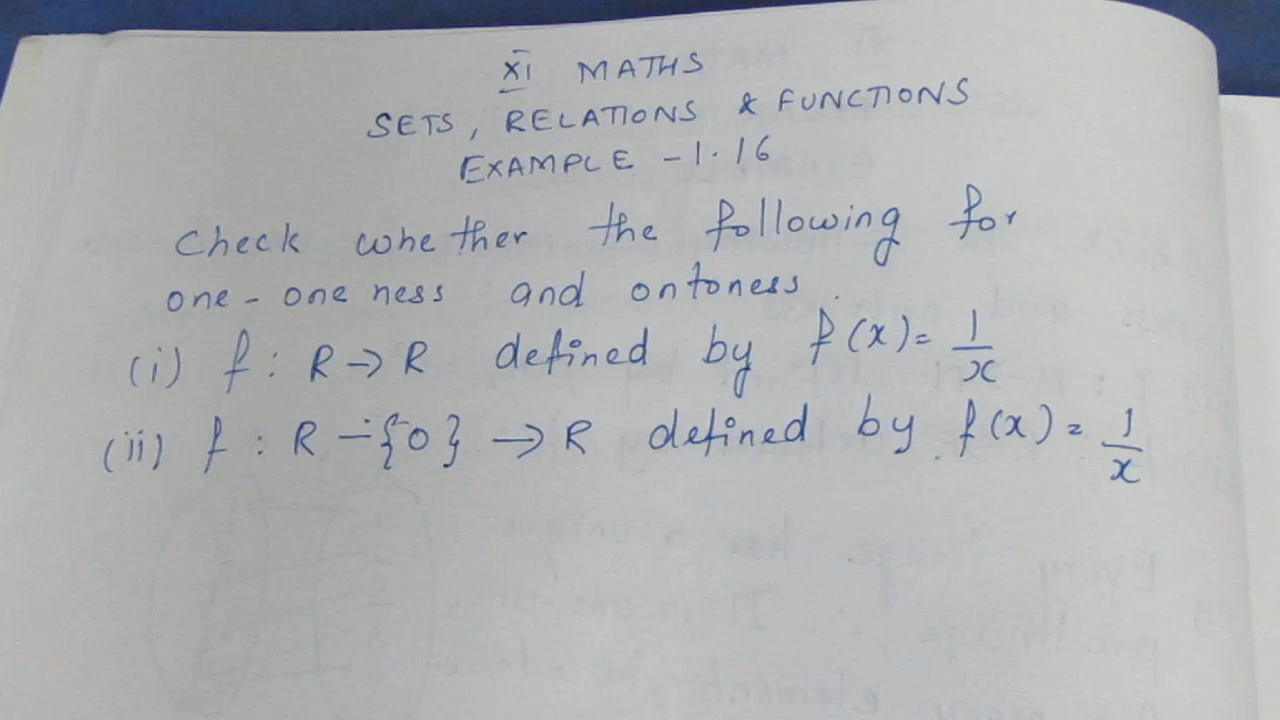 XI MATHS
SETS, RELATIONS & FUNCTIONS
EXAMPLE - 1.16
Check whether the following for
one-oneness and ontoness.
(i) f : R → R defined by f(x) = 1/x
(ii) f : R - {0} → R defined by f(x) = 1/x